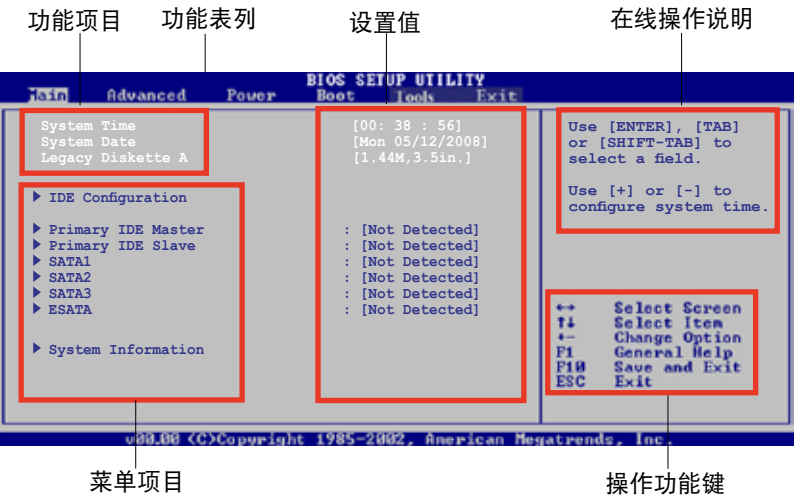 功能项目 功能表列 设置值 在线操作说明
BIOS SETUP UTILITY
Main Advanced Power Boot Tools Exit
System Time [00: 38 : 56]
System Date [Mon 05/12/2008]
Legacy Diskette A [1.44M,3.5in.]
IDE Configuration
Primary IDE Master : [Not Detected]
Primary IDE Slave : [Not Detected]
SATA1 : [Not Detected]
SATA2 : [Not Detected]
SATA3 : [Not Detected]
ESATA : [Not Detected]
System Information
Use [ENTER], [TAB]
or [SHIFT-TAB] to
select a field.
Use [+] or [-] to
configure system time.
←→ Select Screen
↑↓ Select Item
+- Change Option
F1 General Help
F10 Save and Exit
ESC Exit
v00.00 (C)Copyright 1985-2002, American Megatrends, Inc.
菜单项目 操作功能键